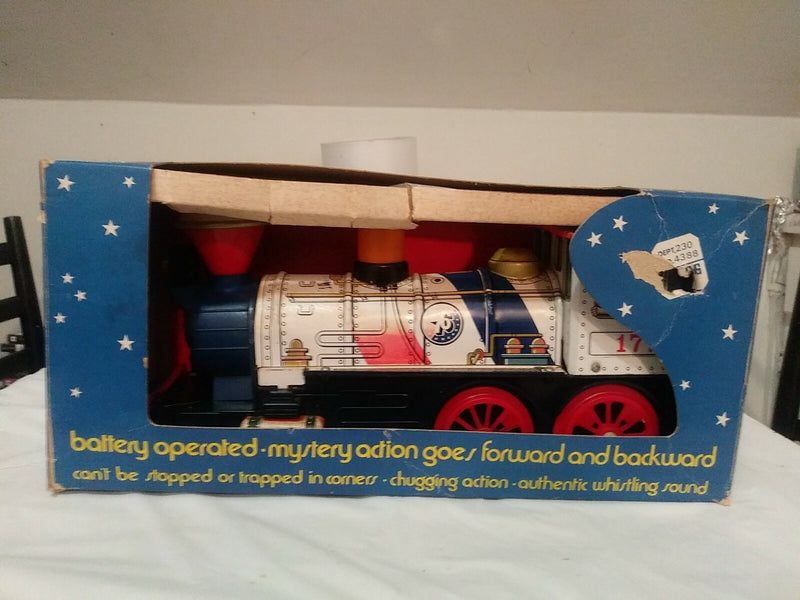 DEPT. 230
4388
17
battery operated · mystery action goes forward and backward
can't be stopped or trapped in corners · chugging action · authentic whistling sound